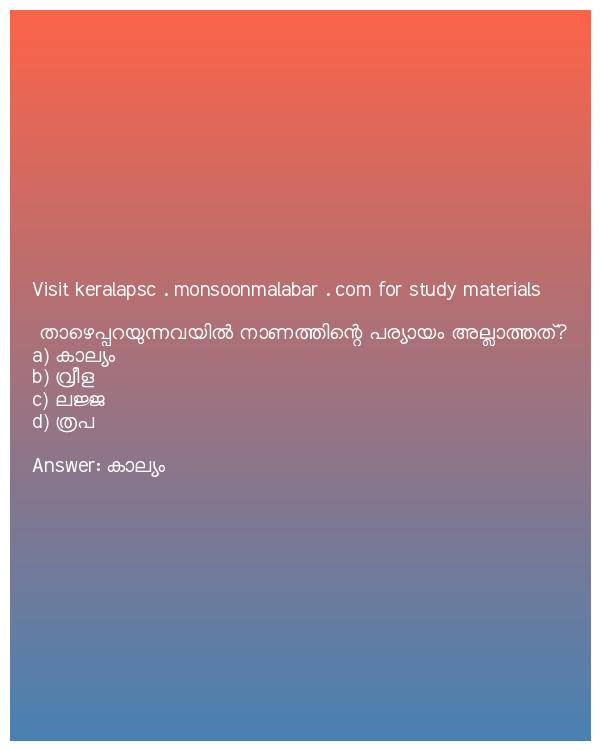 Visit keralapsc . monsoonmalabar . com for study materials
താഴെപ്പറയുന്നവയിൽ നാണത്തിന്റെ പര്യായം അല്ലാത്തത്?
a) കാല്യം
b) വ്രീള
c) ലജ്ജ
d) ത്രപ
Answer: കാല്യം